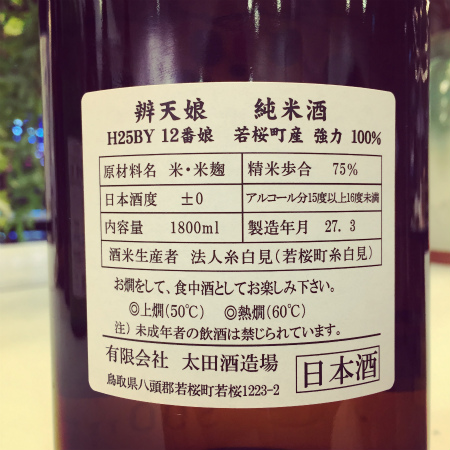 辨天娘 純米酒
H25BY 12番娘 若桜町産 強力 100%
原材料名 米・米麹 精米歩合 75%
日本酒度 ±0 アルコール分15度以上16度未満
内容量 1800ml 製造年月 27. 3
酒米生産者 法人糸白見(若桜町糸白見)
お燗をして、食中酒としてお楽しみ下さい。
◎上燗(50℃) ◎熱燗(60℃)
注)未成年者の飲酒は禁じられています。
有限会社 太田酒造場
鳥取県八頭郡若桜町若桜1223-2
日本酒